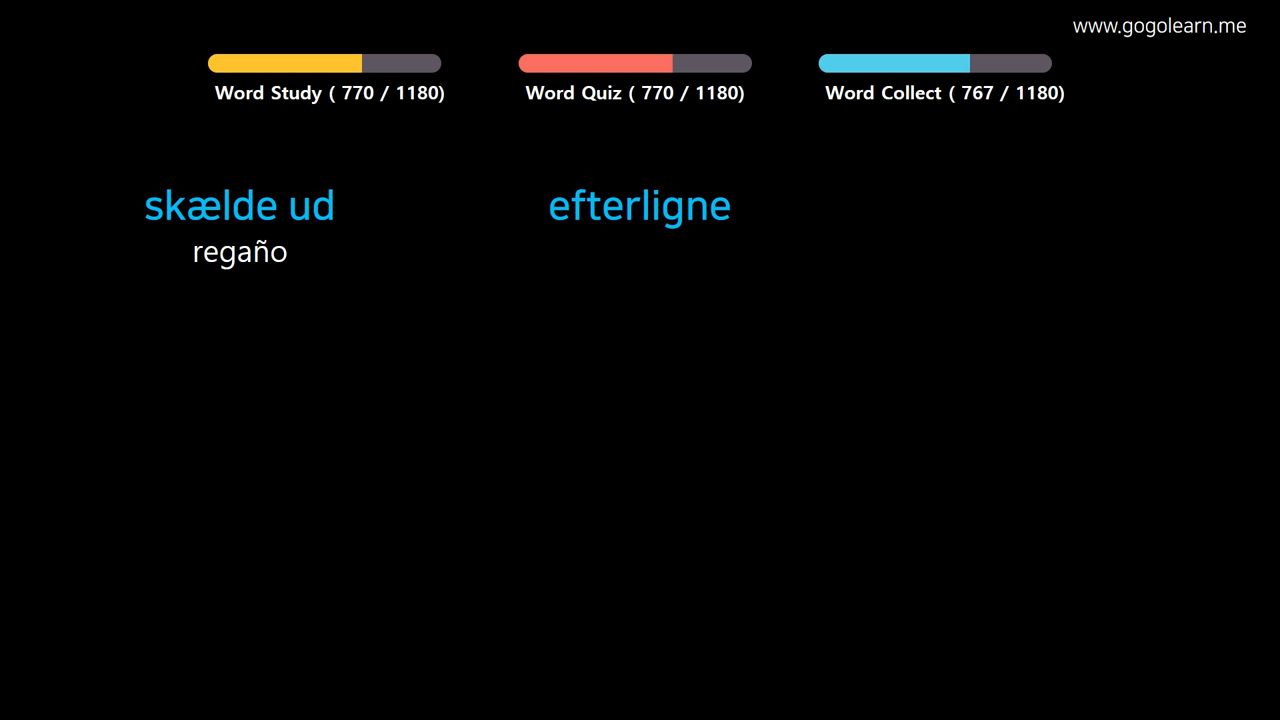 www.gogolearn.me
Word Study ( 770 / 1180)
Word Quiz ( 770 / 1180)
Word Collect ( 767 / 1180)
skælde ud
regaño
efterligne